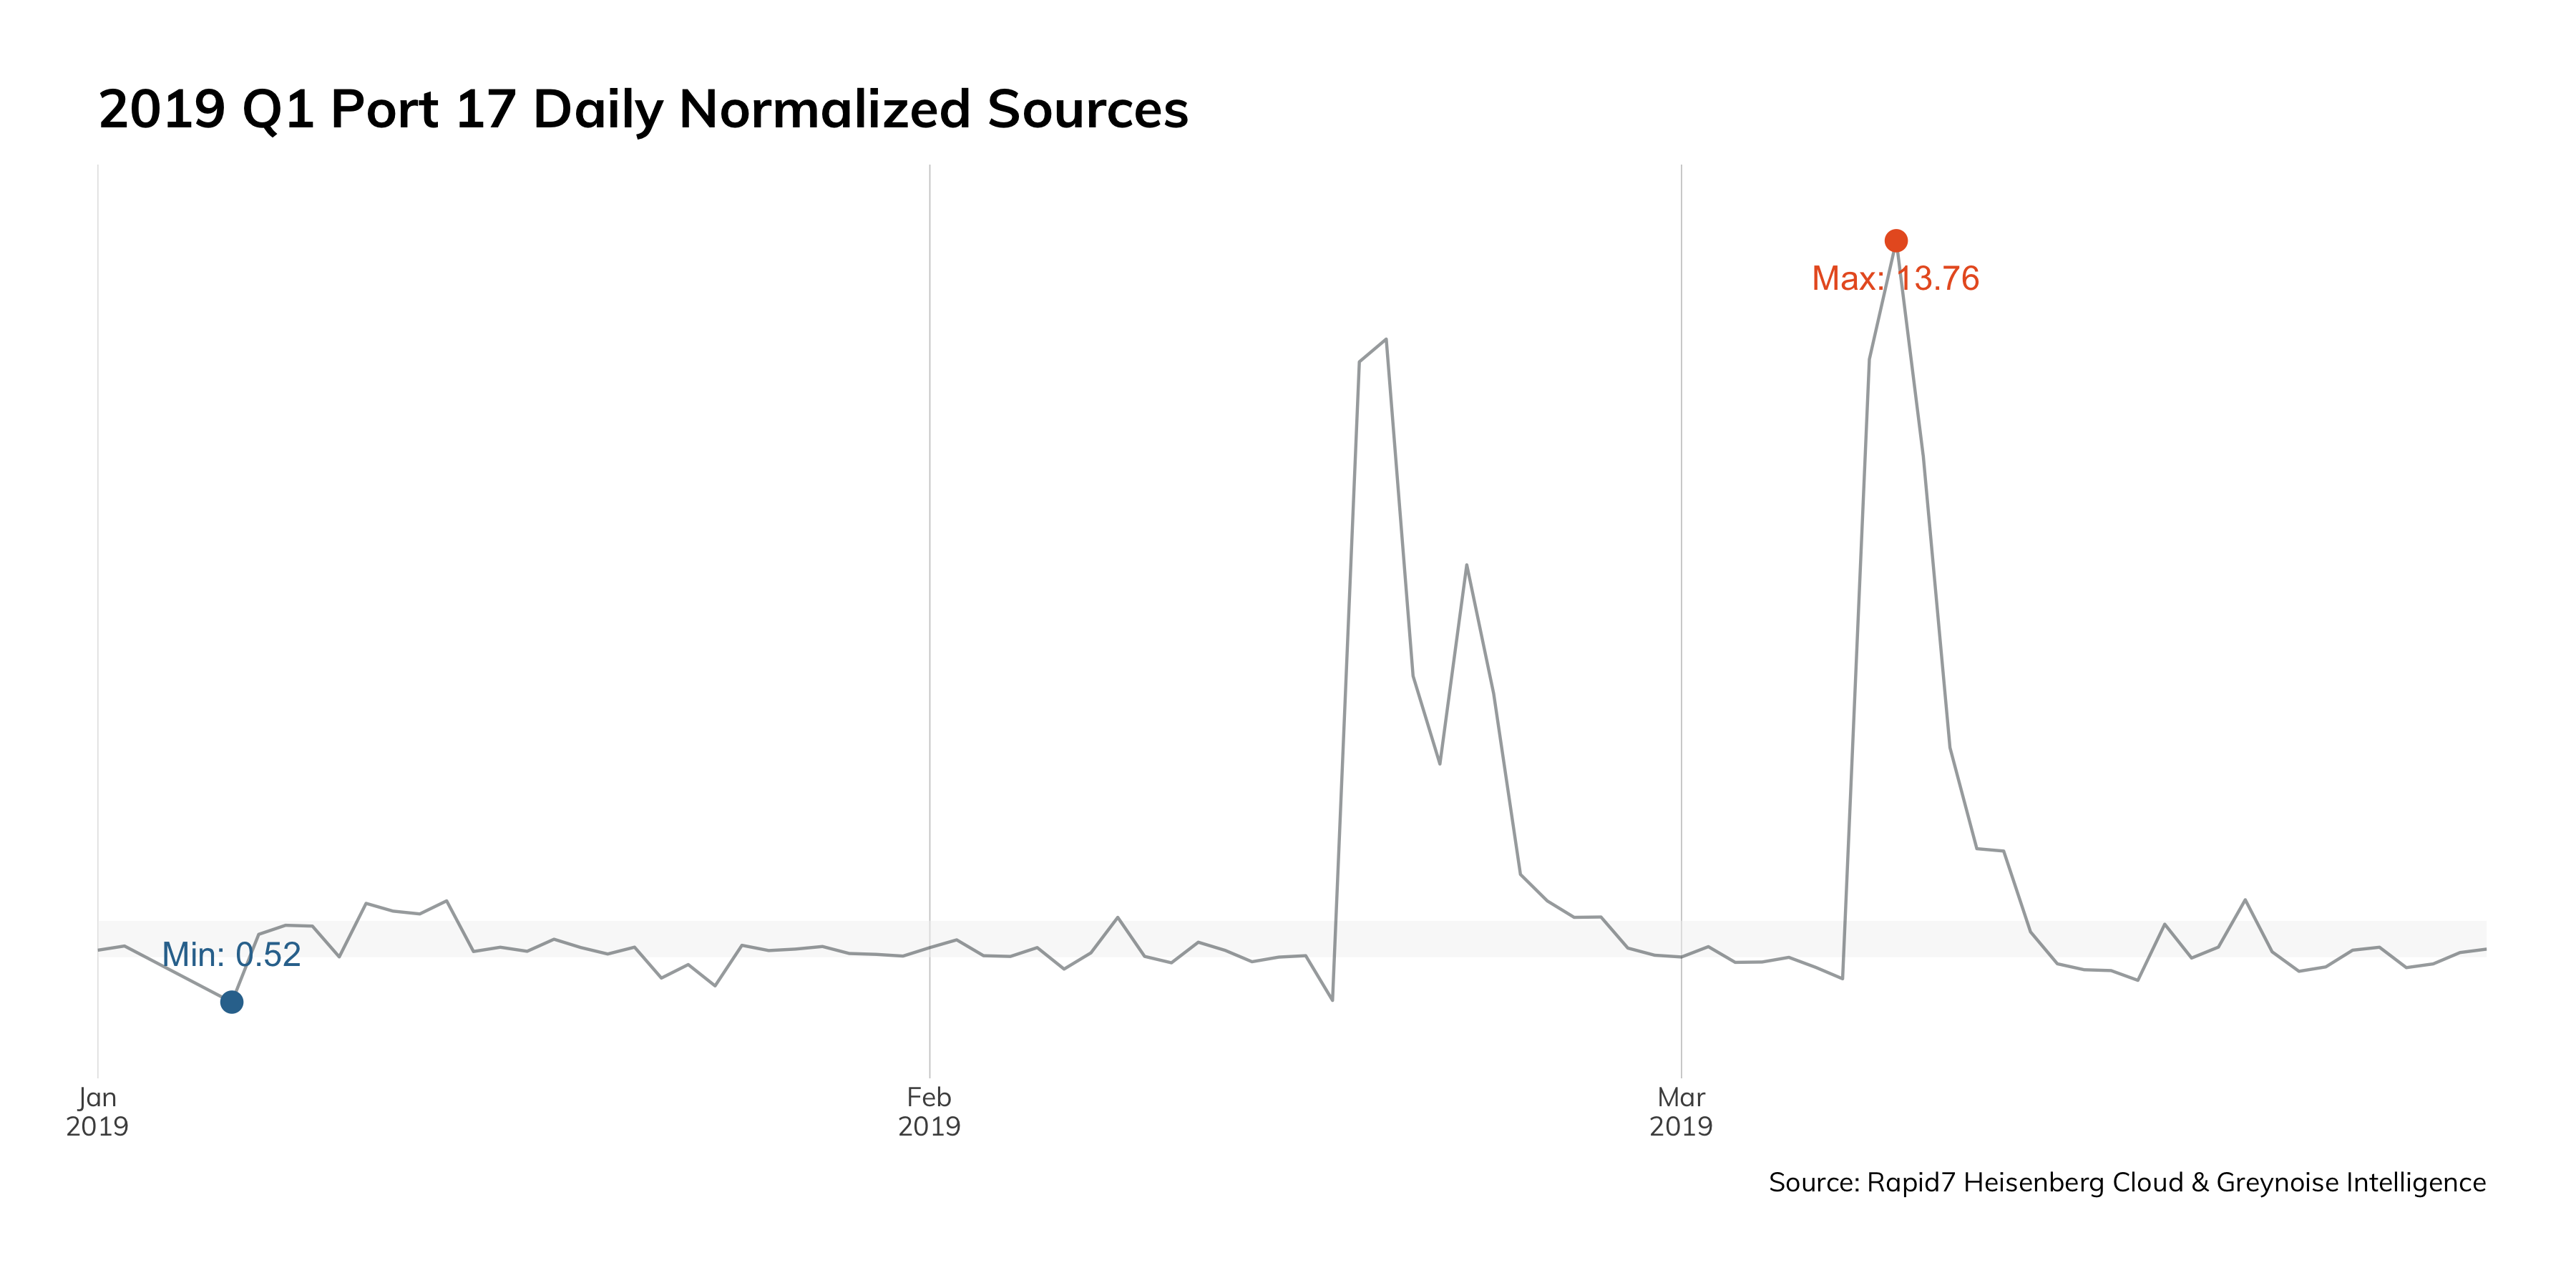 2019 Q1 Port 17 Daily Normalized Sources
Max: 13.76
Min: 0.52
Jan
2019
Feb
2019
Mar
2019
Source: Rapid7 Heisenberg Cloud & Greynoise Intelligence